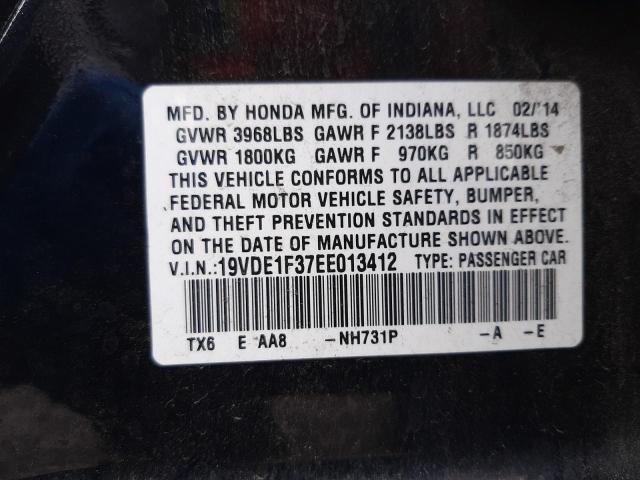 MFD. BY HONDA MFG. OF INDIANA, LLC 02/'14
GVWR 3968LBS GAWR F 2138LBS R 1874LBS
GVWR 1800KG GAWR F 970KG R 850KG
THIS VEHICLE CONFORMS TO ALL APPLICABLE
FEDERAL MOTOR VEHICLE SAFETY, BUMPER,
AND THEFT PREVENTION STANDARDS IN EFFECT
ON THE DATE OF MANUFACTURE SHOWN ABOVE.
V.I.N.:19VDE1F37EE013412 TYPE: PASSENGER CAR
TX6 E AA8 -NH731P -A -E